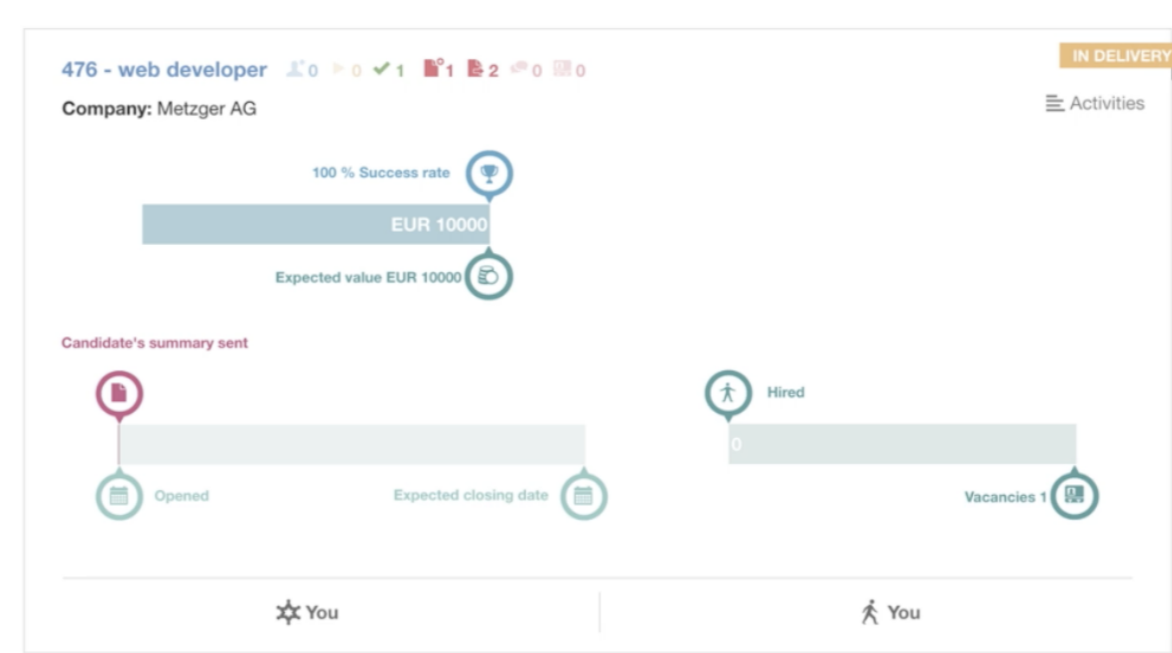 476 - web developer 0 0 1 1 2 0 0
IN DELIVERY
Company: Metzger AG
Activities
100 % Success rate
EUR 10000
Expected value EUR 10000
Candidate's summary sent
Hired
0
Opened
Expected closing date
Vacancies 1
You
You